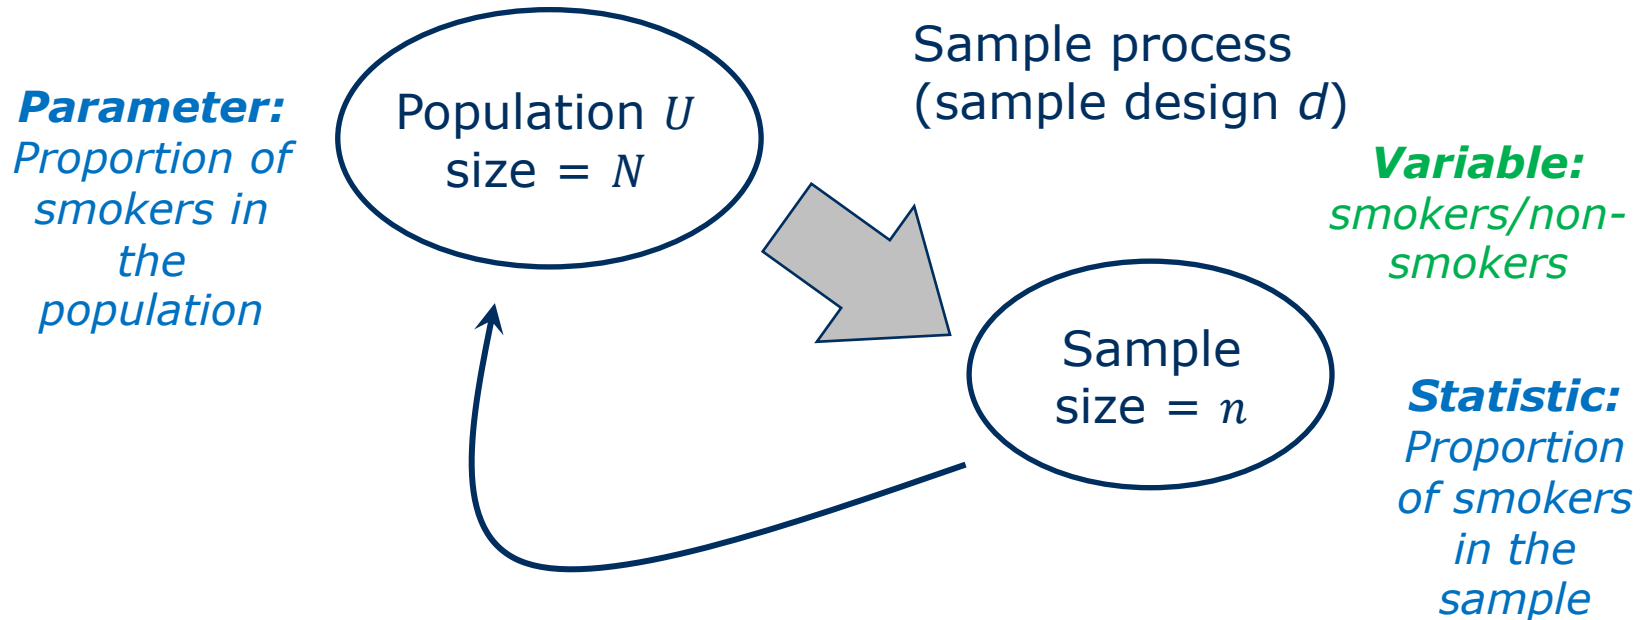 Parameter:
Proportion of
smokers in
the
population
Population U
size = N
Sample process
(sample design d)
Variable:
smokers/non-
smokers
Sample
size = n
Statistic:
Proportion
of smokers
in the
sample